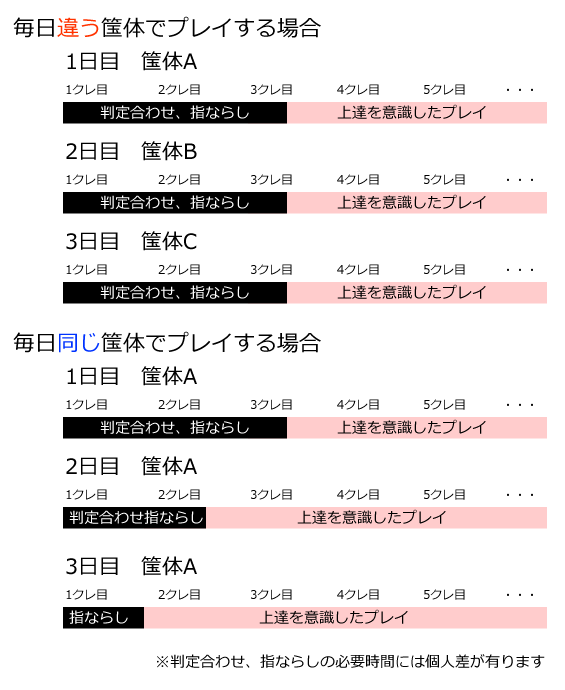 毎日違う筐体でプレイする場合
1日目　筐体A
1クレ目　2クレ目　3クレ目　4クレ目　5クレ目　・・・
判定合わせ、指ならし　上達を意識したプレイ
2日目　筐体B
1クレ目　2クレ目　3クレ目　4クレ目　5クレ目　・・・
判定合わせ、指ならし　上達を意識したプレイ
3日目　筐体C
1クレ目　2クレ目　3クレ目　4クレ目　5クレ目　・・・
判定合わせ、指ならし　上達を意識したプレイ
毎日同じ筐体でプレイする場合
1日目　筐体A
1クレ目　2クレ目　3クレ目　4クレ目　5クレ目　・・・
判定合わせ、指ならし　上達を意識したプレイ
2日目　筐体A
1クレ目　2クレ目　3クレ目　4クレ目　5クレ目　・・・
判定合わせ指ならし　上達を意識したプレイ
3日目　筐体A
1クレ目　2クレ目　3クレ目　4クレ目　5クレ目　・・・
指ならし　上達を意識したプレイ
※判定合わせ、指ならしの必要時間には個人差が有ります